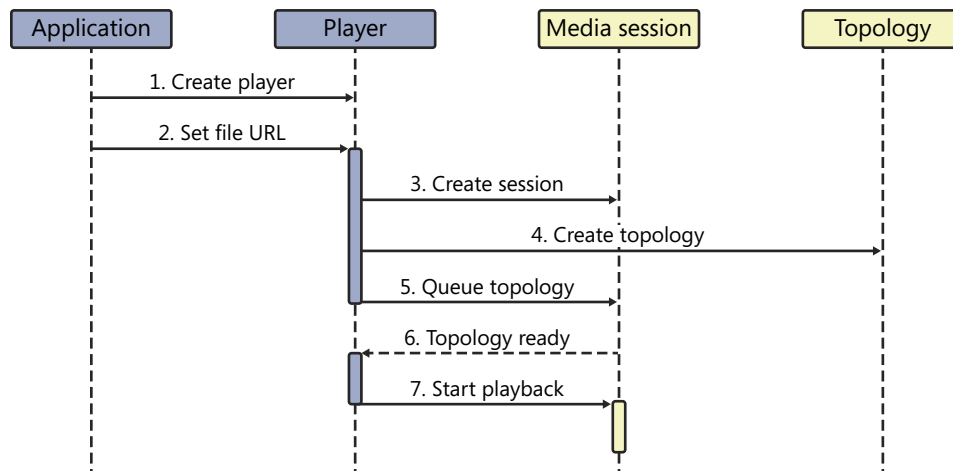 Application
Player
Media session
Topology
1. Create player
2. Set file URL
3. Create session
4. Create topology
5. Queue topology
6. Topology ready
7. Start playback